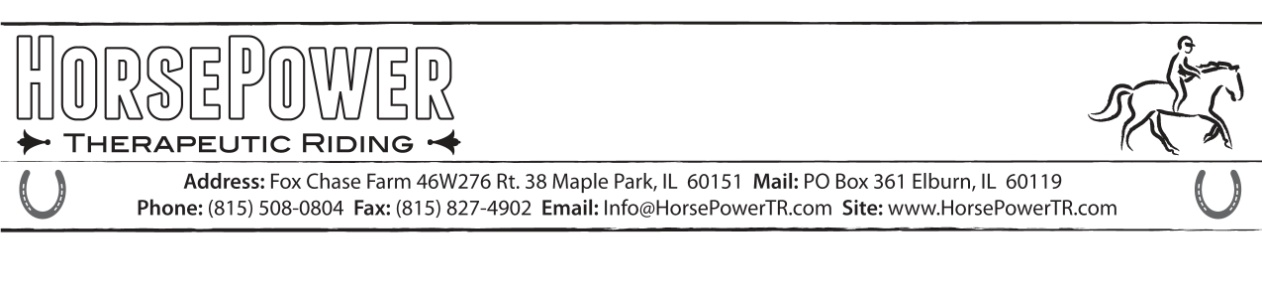 HORSEPOWER
THERAPEUTIC RIDING
Address: Fox Chase Farm 46W276 Rt. 38 Maple Park, IL 60151 Mail: PO Box 361 Elburn, IL 60119
Phone: (815) 508-0804 Fax: (815) 827-4902 Email: Info@HorsePowerTR.com Site: www.HorsePowerTR.com